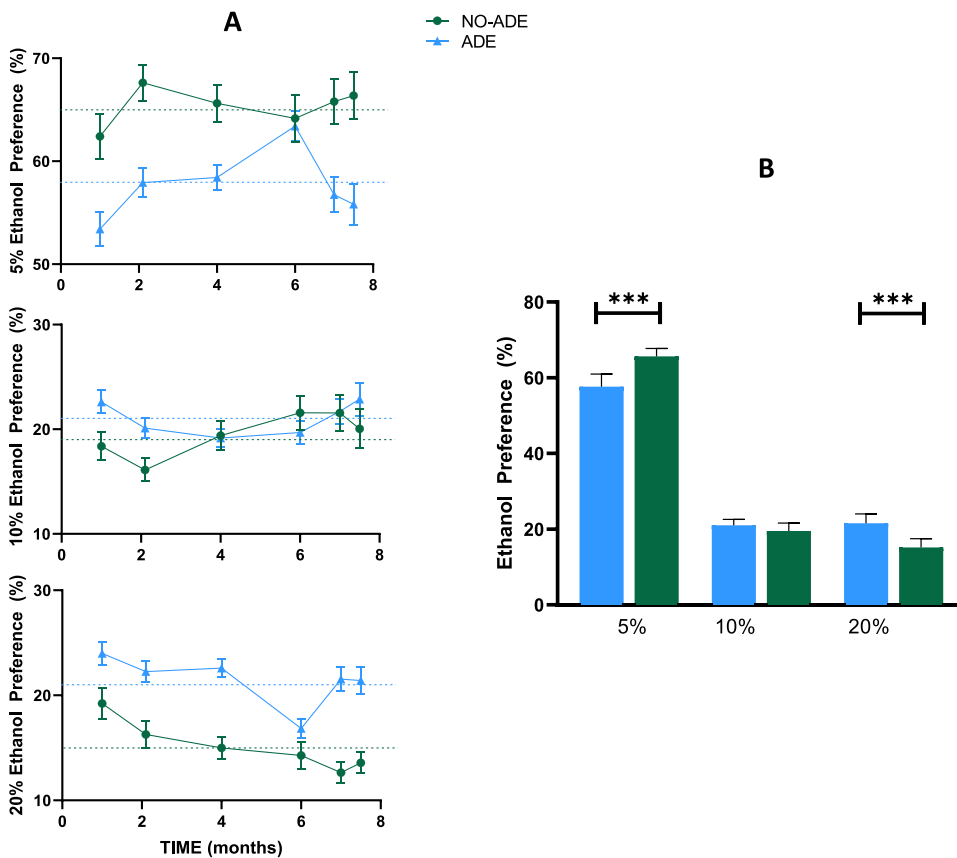 A
NO-ADE
ADE
5% Ethanol Preference (%)
70
60
50
0 2 4 6 8
10% Ethanol Preference (%)
30
20
10
0 2 4 6 8
20% Ethanol Preference (%)
30
20
10
0 2 4 6 8
TIME (months)
B
Ethanol Preference (%)
80
60
40
20
0
*** ***
5% 10% 20%